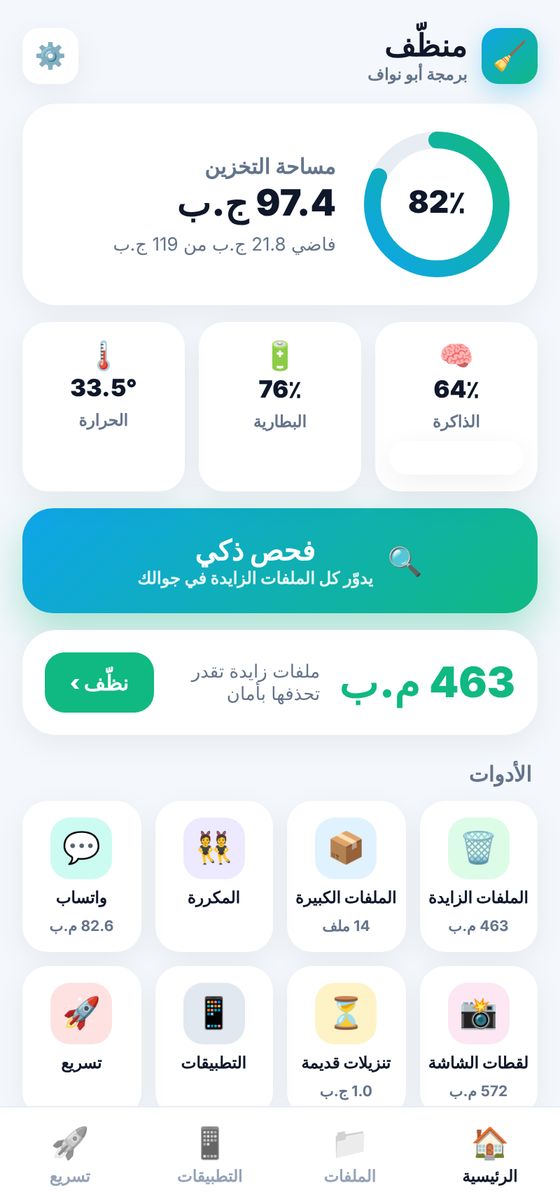 منظّف
برمجة أبو نواف
82٪
مساحة التخزين
97.4 ج.ب
فاضي 21.8 ج.ب من 119 ج.ب
64٪
الذاكرة
76٪
البطارية
33.5°
الحرارة
فحص ذكي
يدوّر كل الملفات الزايدة في جوالك
463 م.ب
ملفات زايدة تقدر
تحذفها بأمان
نظّف ›
الأدوات
الملفات الزايدة
463 م.ب
الملفات الكبيرة
14 ملف
المكررة
واتساب
82.6 م.ب
لقطات الشاشة
572 م.ب
تنزيلات قديمة
1.0 ج.ب
التطبيقات
تسريع
الرئيسية
الملفات
التطبيقات
تسريع